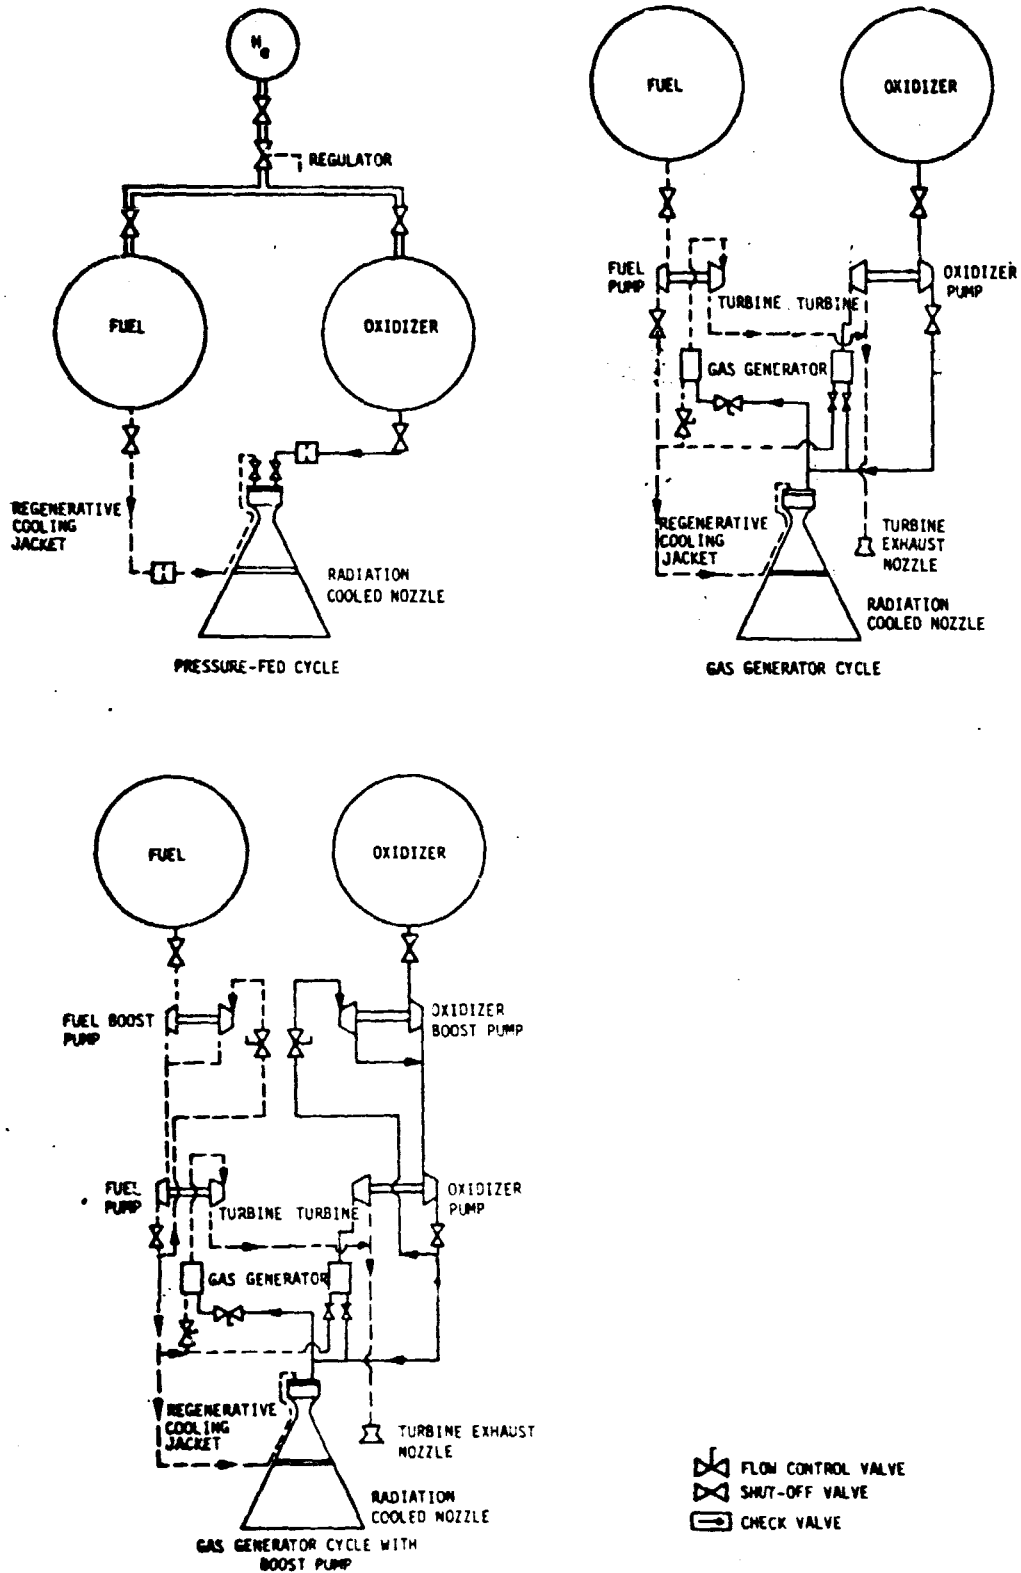 He
REGULATOR
FUEL
OXIDIZER
REGENERATIVE
COOLING
JACKET
RADIATION
COOLED NOZZLE
PRESSURE-FED CYCLE
FUEL
OXIDIZER
FUEL
PUMP
OXIDIZER
PUMP
TURBINE
TURBINE
GAS GENERATOR
REGENERATIVE
COOLING
JACKET
TURBINE
EXHAUST
NOZZLE
RADIATION
COOLED NOZZLE
GAS GENERATOR CYCLE
FUEL
OXIDIZER
FUEL BOOST
PUMP
OXIDIZER
BOOST PUMP
FUEL
PUMP
OXIDIZER
PUMP
TURBINE
TURBINE
GAS GENERATOR
REGENERATIVE
COOLING
JACKET
TURBINE EXHAUST
NOZZLE
RADIATION
COOLED NOZZLE
GAS GENERATOR CYCLE WITH
BOOST PUMP
FLOW CONTROL VALVE
SHUT-OFF VALVE
CHECK VALVE